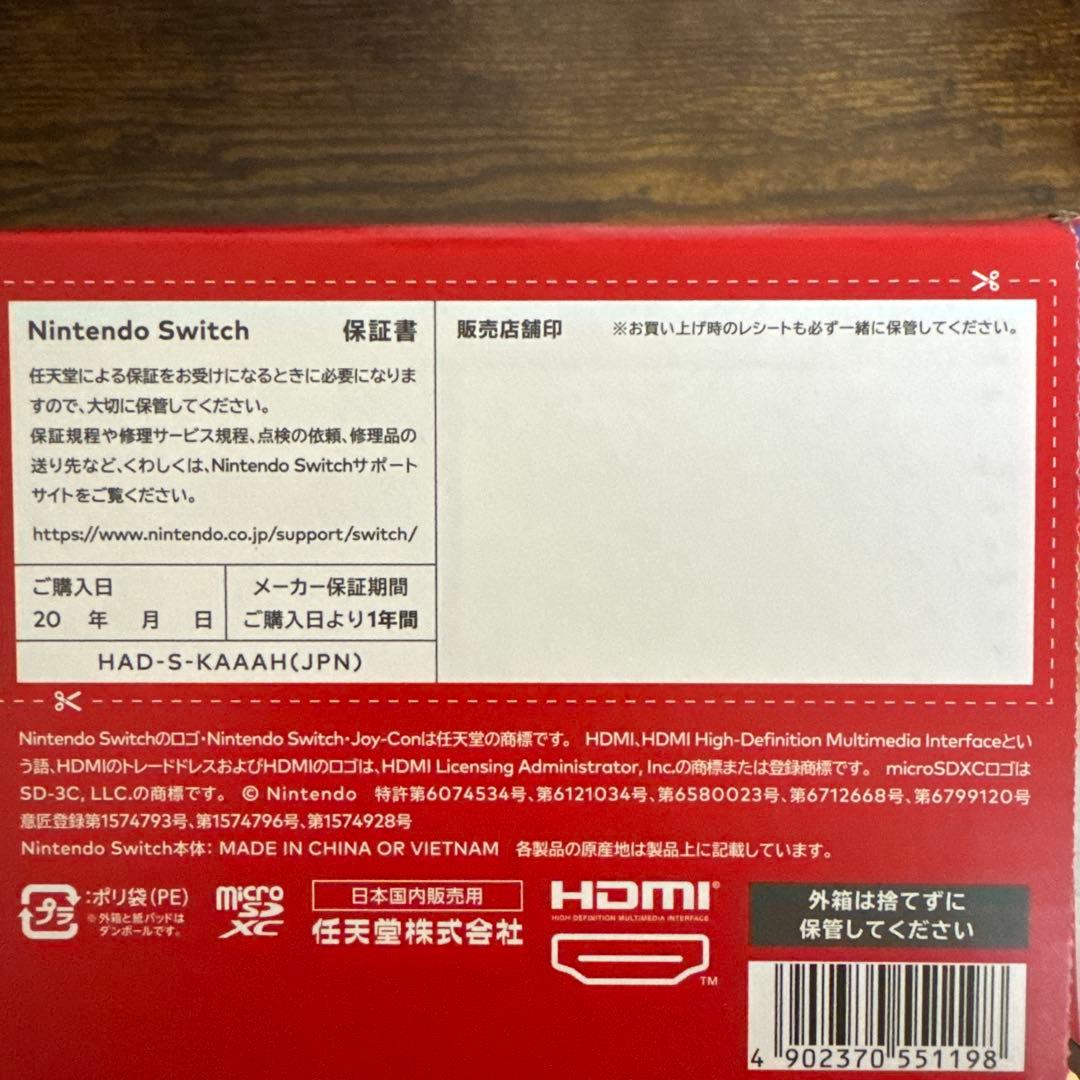 Nintendo Switch 保証書
任天堂による保証をお受けになるときに必要になりま
すので、大切に保管してください。
保証規程や修理サービス規程、点検の依頼、修理品の
送り先など、くわしくは、Nintendo Switchサポート
サイトをご覧ください。
https://www.nintendo.co.jp/support/switch/
ご購入日
20 年 月 日
メーカー保証期間
ご購入日より1年間
HAD-S-KAAAH(JPN)
販売店舗印 ※お買い上げ時のレシートも必ず一緒に保管してください。
Nintendo Switchのロゴ・Nintendo Switch・Joy-Conは任天堂の商標です。 HDMI、HDMI High-Definition Multimedia Interfaceとい
う語、HDMIのトレードドレスおよびHDMIのロゴは、HDMI Licensing Administrator, Inc.の商標または登録商標です。 microSDXCロゴは
SD-3C, LLC.の商標です。 © Nintendo 特許第6074534号、第6121034号、第6580023号、第6712668号、第6799120号
意匠登録第1574793号、第1574796号、第1574928号
Nintendo Switch本体: MADE IN CHINA OR VIETNAM 各製品の原産地は製品上に記載しています。
プラ
:ポリ袋(PE)
※外箱と紙パッドは
ダンボールです。
micro
SD
XC
日本国内販売用
任天堂株式会社
HDMI®
HIGH DEFINITION MULTIMEDIA INTERFACE
TM
外箱は捨てずに
保管してください
4 902370 551198